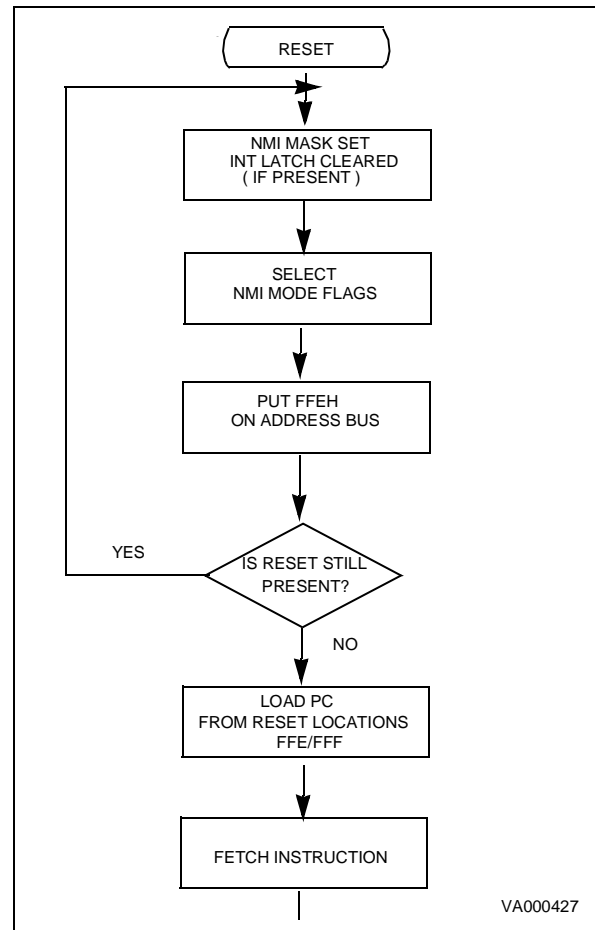 RESET
NMI MASK SET
INT LATCH CLEARED
( IF PRESENT )
SELECT
NMI MODE FLAGS
PUT FFEH
ON ADDRESS BUS
YES
IS RESET STILL
PRESENT?
NO
LOAD PC
FROM RESET LOCATIONS
FFE/FFF
FETCH INSTRUCTION
VA000427